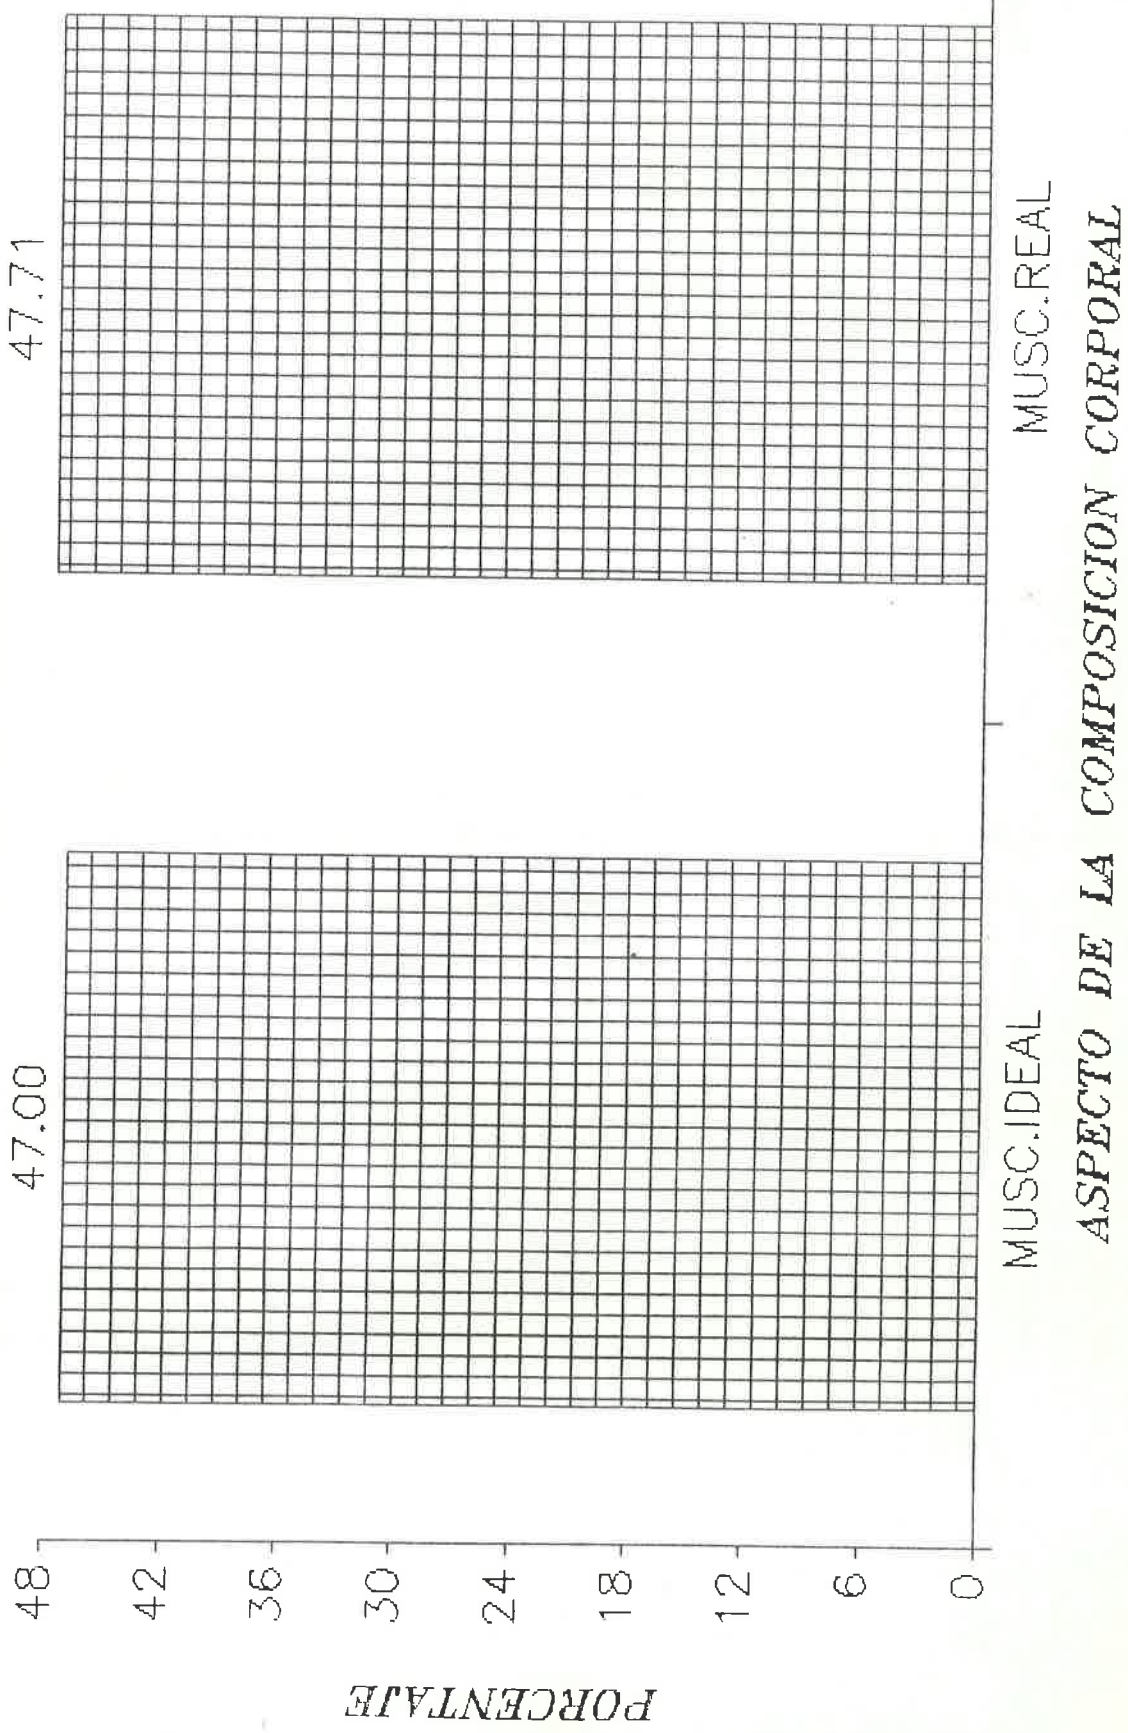 47.00
47.71
48
42
36
30
24
18
12
6
0
PORCENTAJE
MUSC.IDEAL
MUSC.REAL
ASPECTO DE LA COMPOSICION CORPORAL